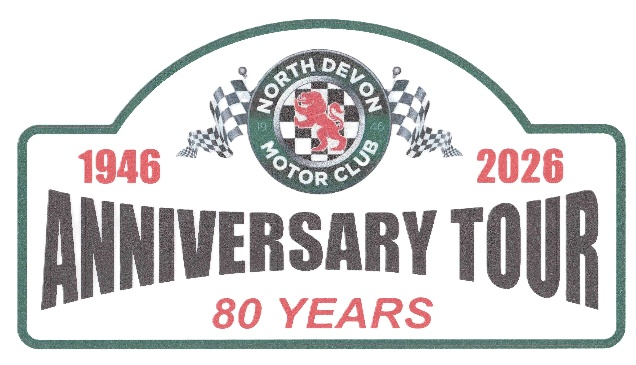 NORTH DEVON
19 46
MOTOR CLUB
1946 2026
ANNIVERSARY TOUR
80 YEARS